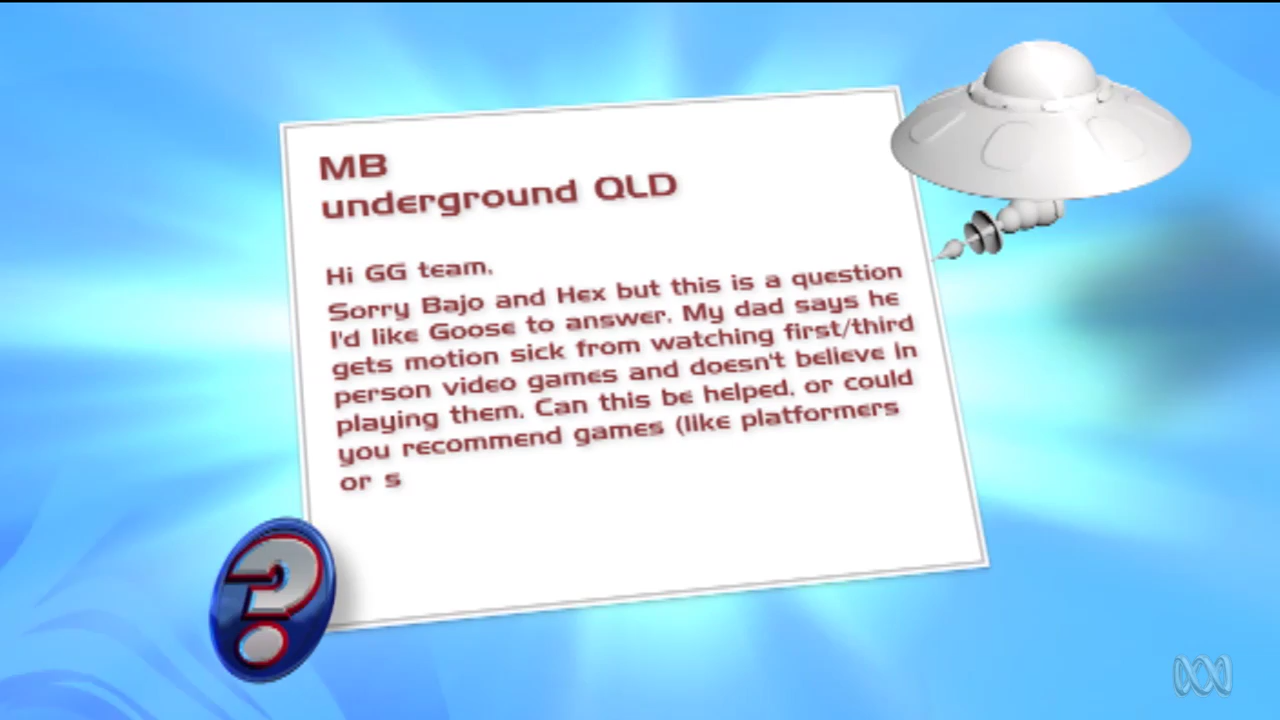 MB
underground QLD
Hi GG team,
Sorry Bajo and Hex but this is a question
I'd like Goose to answer. My dad says he
gets motion sick from watching first/third
person video games and doesn't believe in
playing them. Can this be helped, or could
you recommend games (like platformers
or s
?